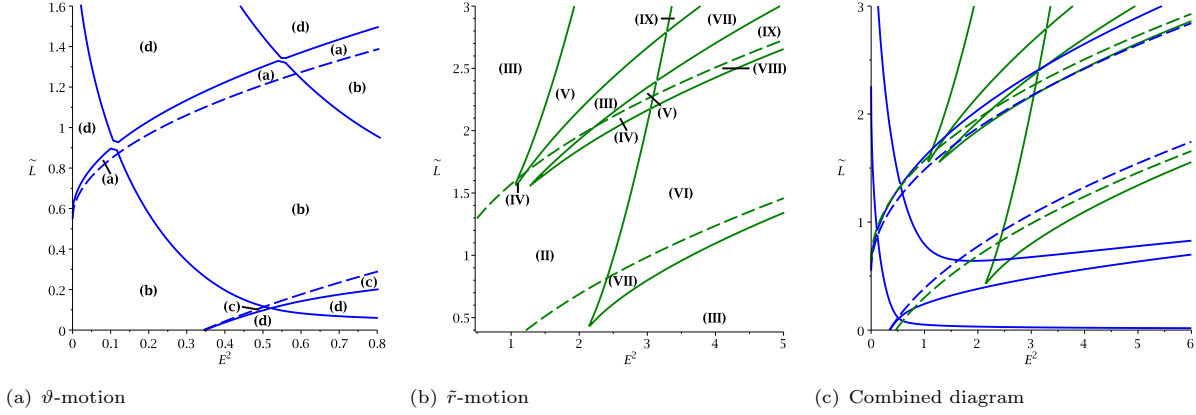 1.6
1.4
1.2
1
0.8
0.6
0.4
0.2
0
L̃
(d)
(d)
(a)
(a)
(b)
(d)
(a)
(b)
(b)
(c)
(c)
(d)
(d)
0 0.1 0.2 0.3 0.4 0.5 0.6 0.7 0.8
E²
3
2.5
2
1.5
1
0.5
L̃
(IX) (VII)
(IX)
(III)
(VIII)
(V)
(III)
(V)
(IV)
(VI)
(IV)
(II)
(VII)
(III)
1 2 3 4 5
E²
3
2
1
0
L̃
0 1 2 3 4 5 6
E²
(a) ϑ-motion
(b) r̃-motion
(c) Combined diagram